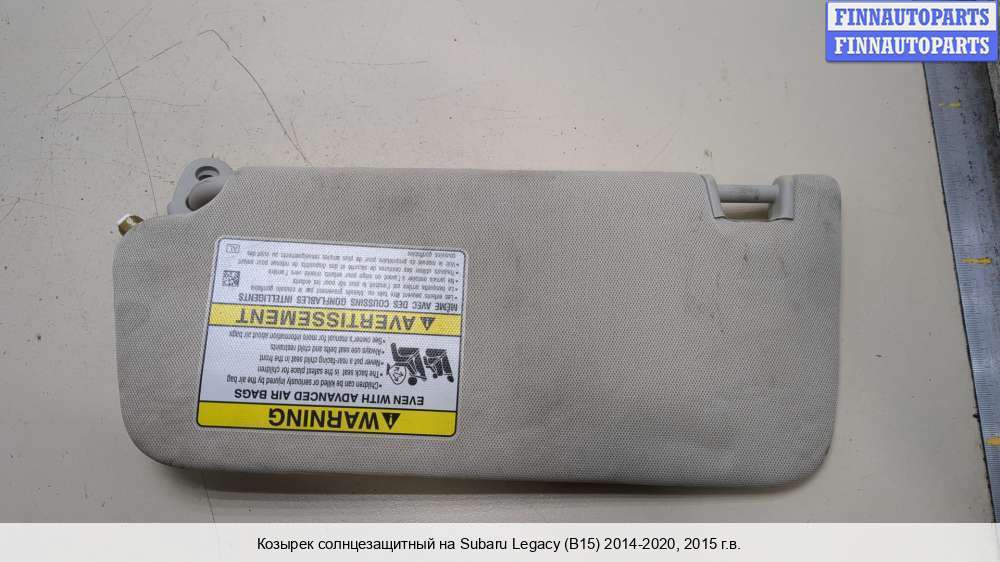 FINNAUTOPARTS
FINNAUTOPARTS
WARNING
EVEN WITH ADVANCED AIR BAGS
•Children can be killed or seriously injured by the air bag
•The back seat is the safest place for children
•Never put a rear-facing child seat in the front
•Always use seat belts and child restraints
•See owner's manual for more information about air bags
AVERTISSEMENT
MÊME AVEC DES COUSSINS GONFLABLES INTELLIGENTS
Козырек солнцезащитный на Subaru Legacy (B15) 2014-2020, 2015 г.в.